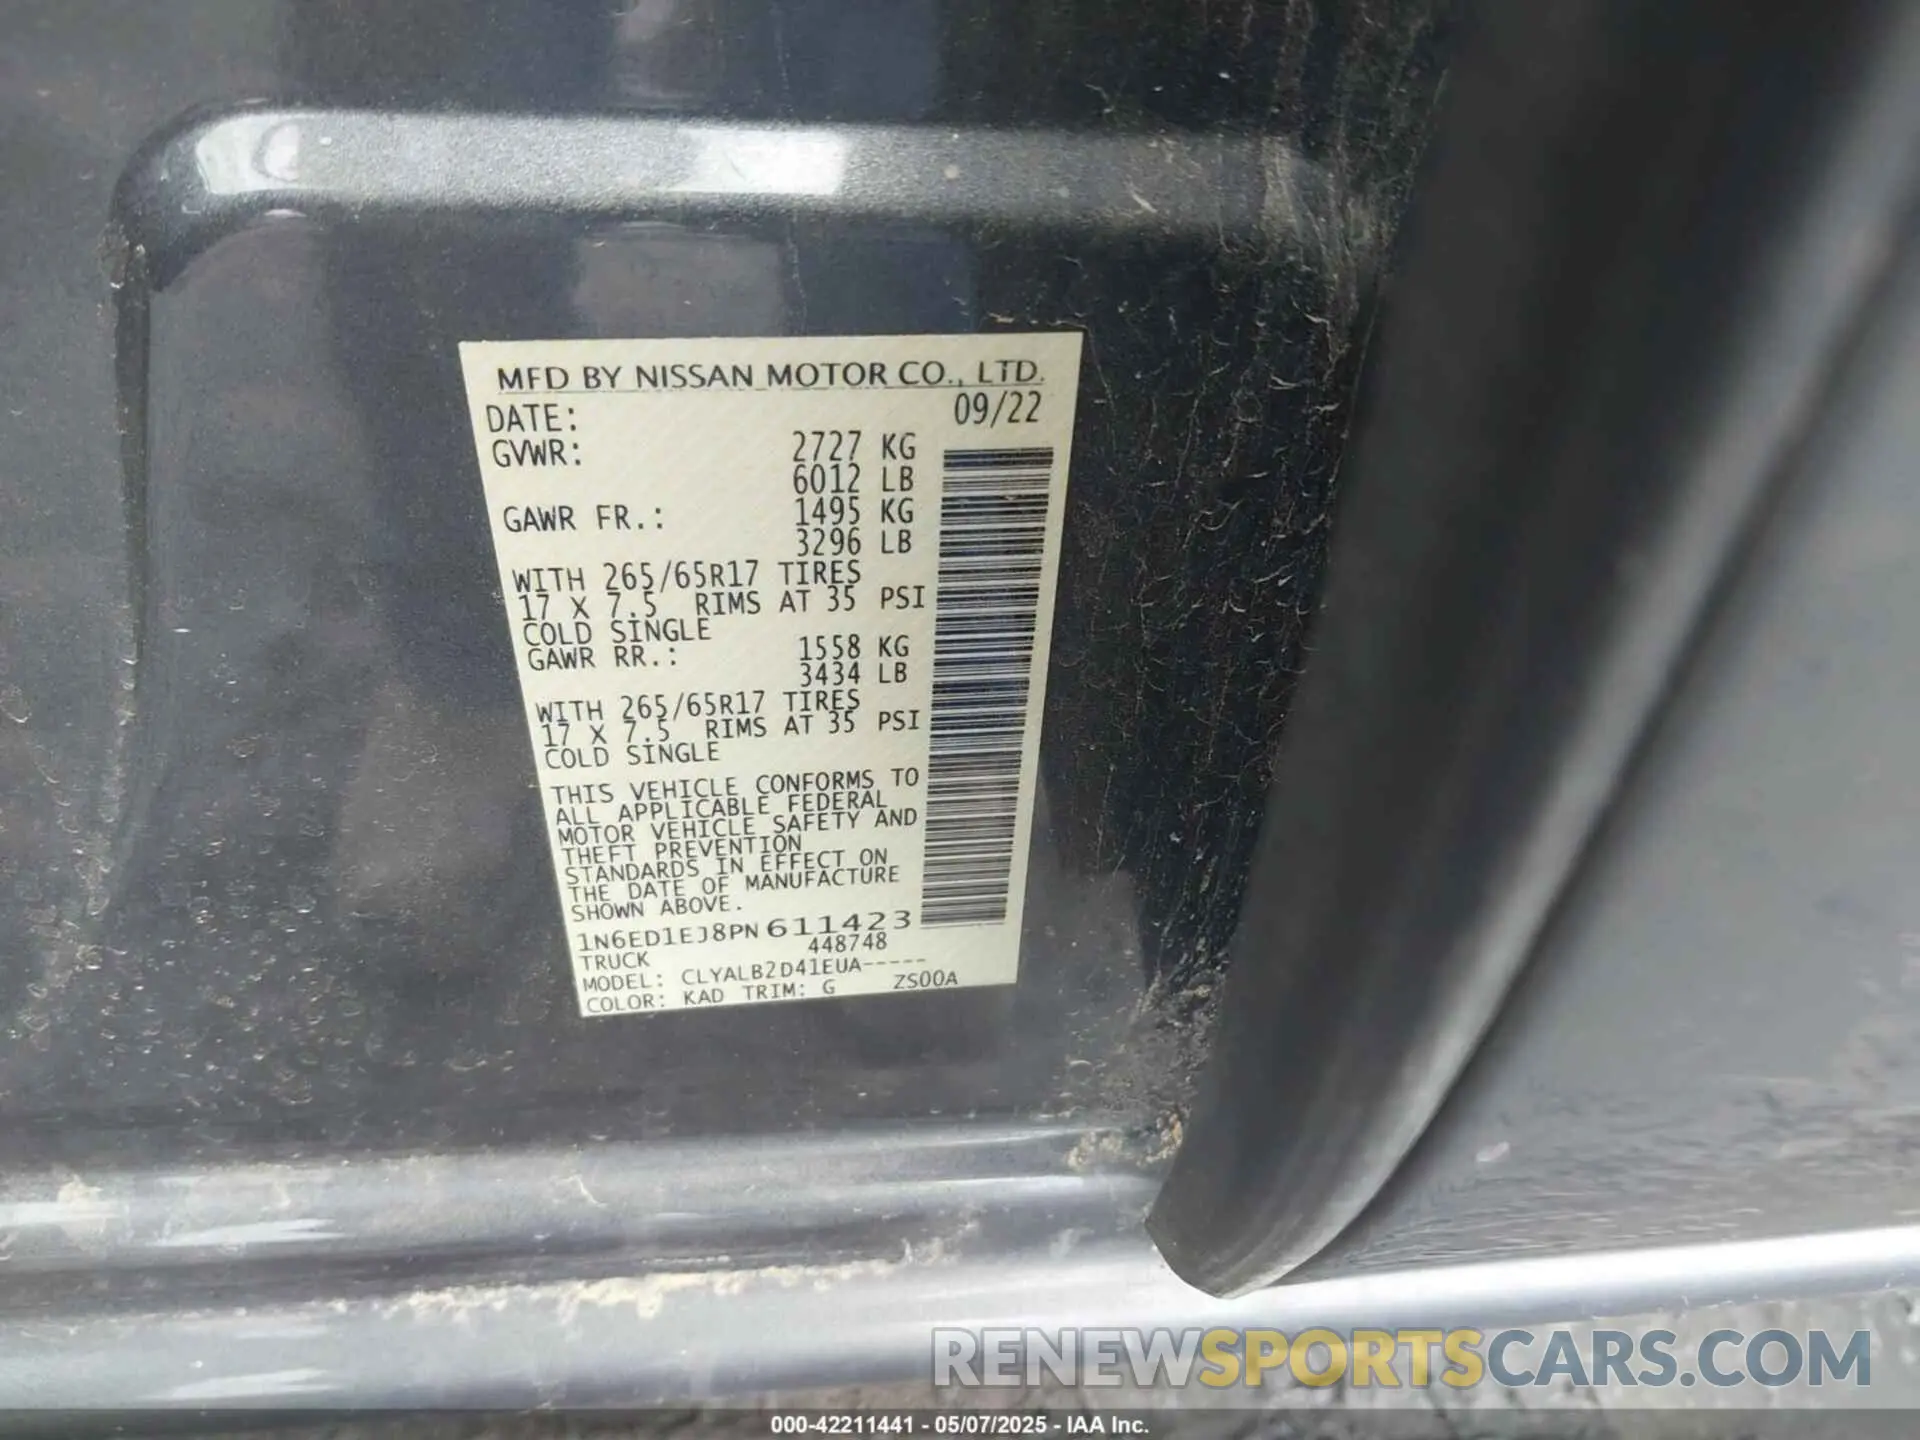 MFD BY NISSAN MOTOR CO., LTD.
DATE: 09/22
GVWR: 2727 KG
6012 LB
GAWR FR.: 1495 KG
3296 LB
WITH 265/65R17 TIRES
17 X 7.5 RIMS AT 35 PSI
COLD SINGLE
GAWR RR.: 1558 KG
3434 LB
WITH 265/65R17 TIRES
17 X 7.5 RIMS AT 35 PSI
COLD SINGLE
THIS VEHICLE CONFORMS TO
ALL APPLICABLE FEDERAL
MOTOR VEHICLE SAFETY AND
THEFT PREVENTION
STANDARDS IN EFFECT ON
THE DATE OF MANUFACTURE
SHOWN ABOVE.
1N6ED1EJ8PN611423
448748
TRUCK
MODEL: CLYALB2D41EUA-----
COLOR: KAD TRIM: G ZS00A
RENEWSPORTSCARS.COM
000-42211441 - 05/07/2025 - IAA Inc.